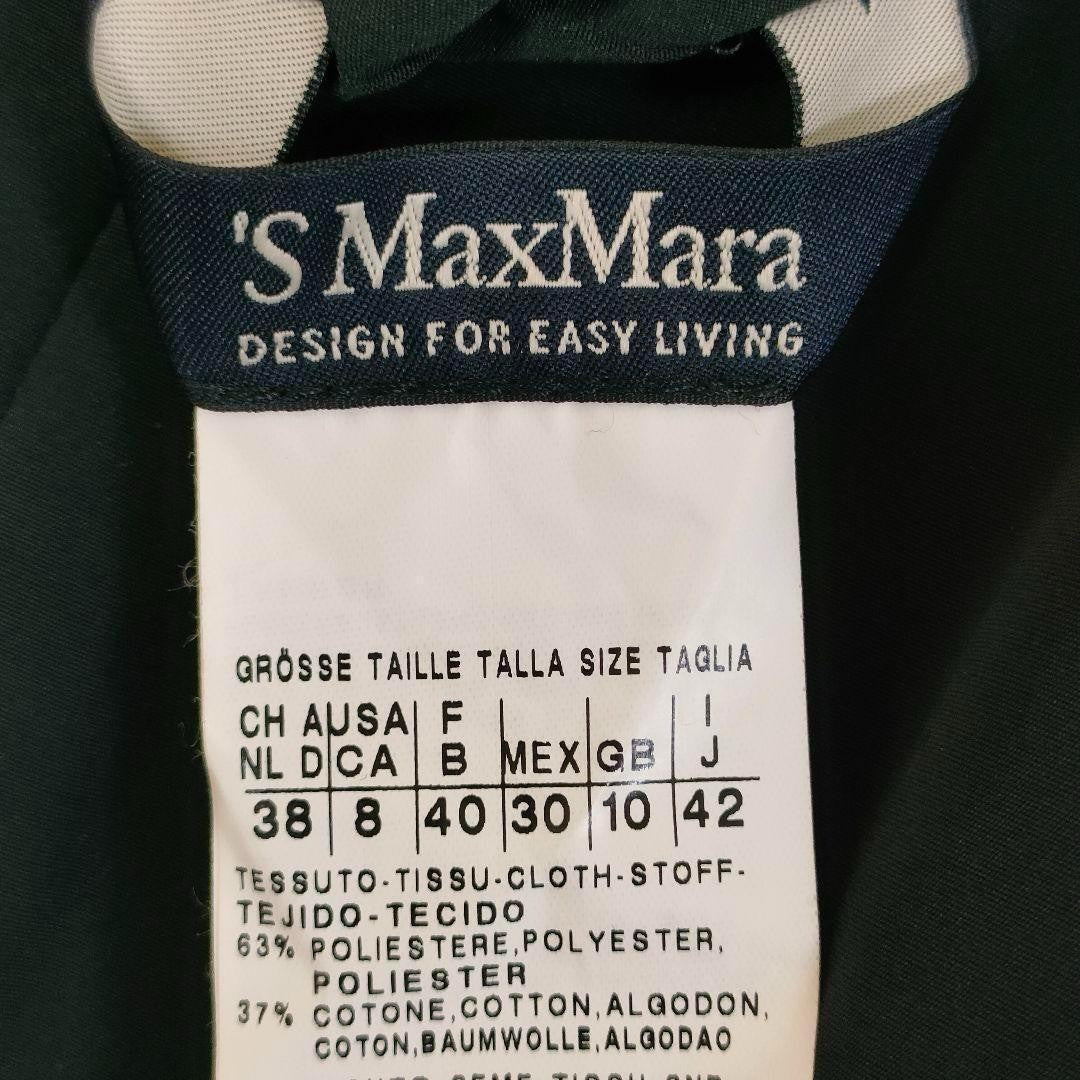 'S MaxMara
DESIGN FOR EASY LIVING
GRÖSSE TAILLE TALLA SIZE TAGLIA
CH A USA F I
NL D CA B MEX GB J
38 8 40 30 10 42
TESSUTO-TISSU-CLOTH-STOFF-
TEJIDO-TECIDO
63% POLIESTERE,POLYESTER,
POLIESTER
37% COTONE,COTTON,ALGODON,
COTON,BAUMWOLLE,ALGODAO